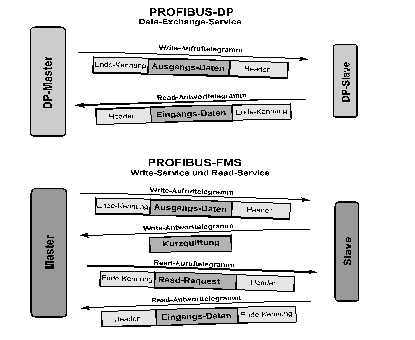 PROFIBUS-DP
Data-Exchange-Service
DP-Master
DP-Slave
Write-Aufruftelegramm
Ende-Kennung Ausgangs-Daten Header
Read-Antworttelegramm
Header Eingangs-Daten Ende-Kennung
PROFIBUS-FMS
Write-Service und Read-Service
Master
Slave
Write-Aufruftelegramm
Ende-Kennung Ausgangs-Daten Header
Write-Antworttelegramm
Kurzquittung
Read-Aufruftelegramm
Ende-Kennung Read-Request Header
Read-Antworttelegramm
Header Eingangs-Daten Ende-Kennung